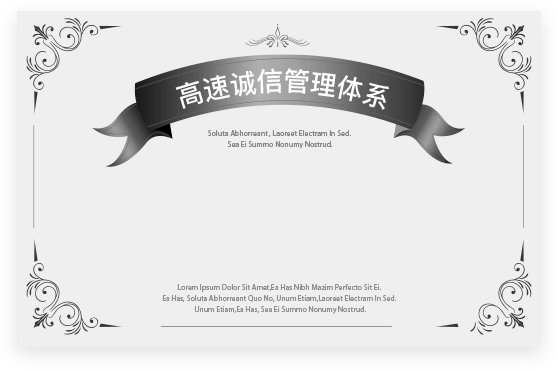 高速诚信管理体系
Soluta Abhorreant, Laoreet Electram In Sed.
Sea Ei Summo Nonumy Nostrud.
Lorem Ipsum Dolor Sit Amet,Ea Has Nibh Mazim Perfecto Sit Ei.
Ea Has, Soluta Abhorreant Quo No, Unum Etiam,Laoreet Electram In Sed.
Unum Etiam,Ea Has, Sea Ei Summo Nonumy Nostrud.